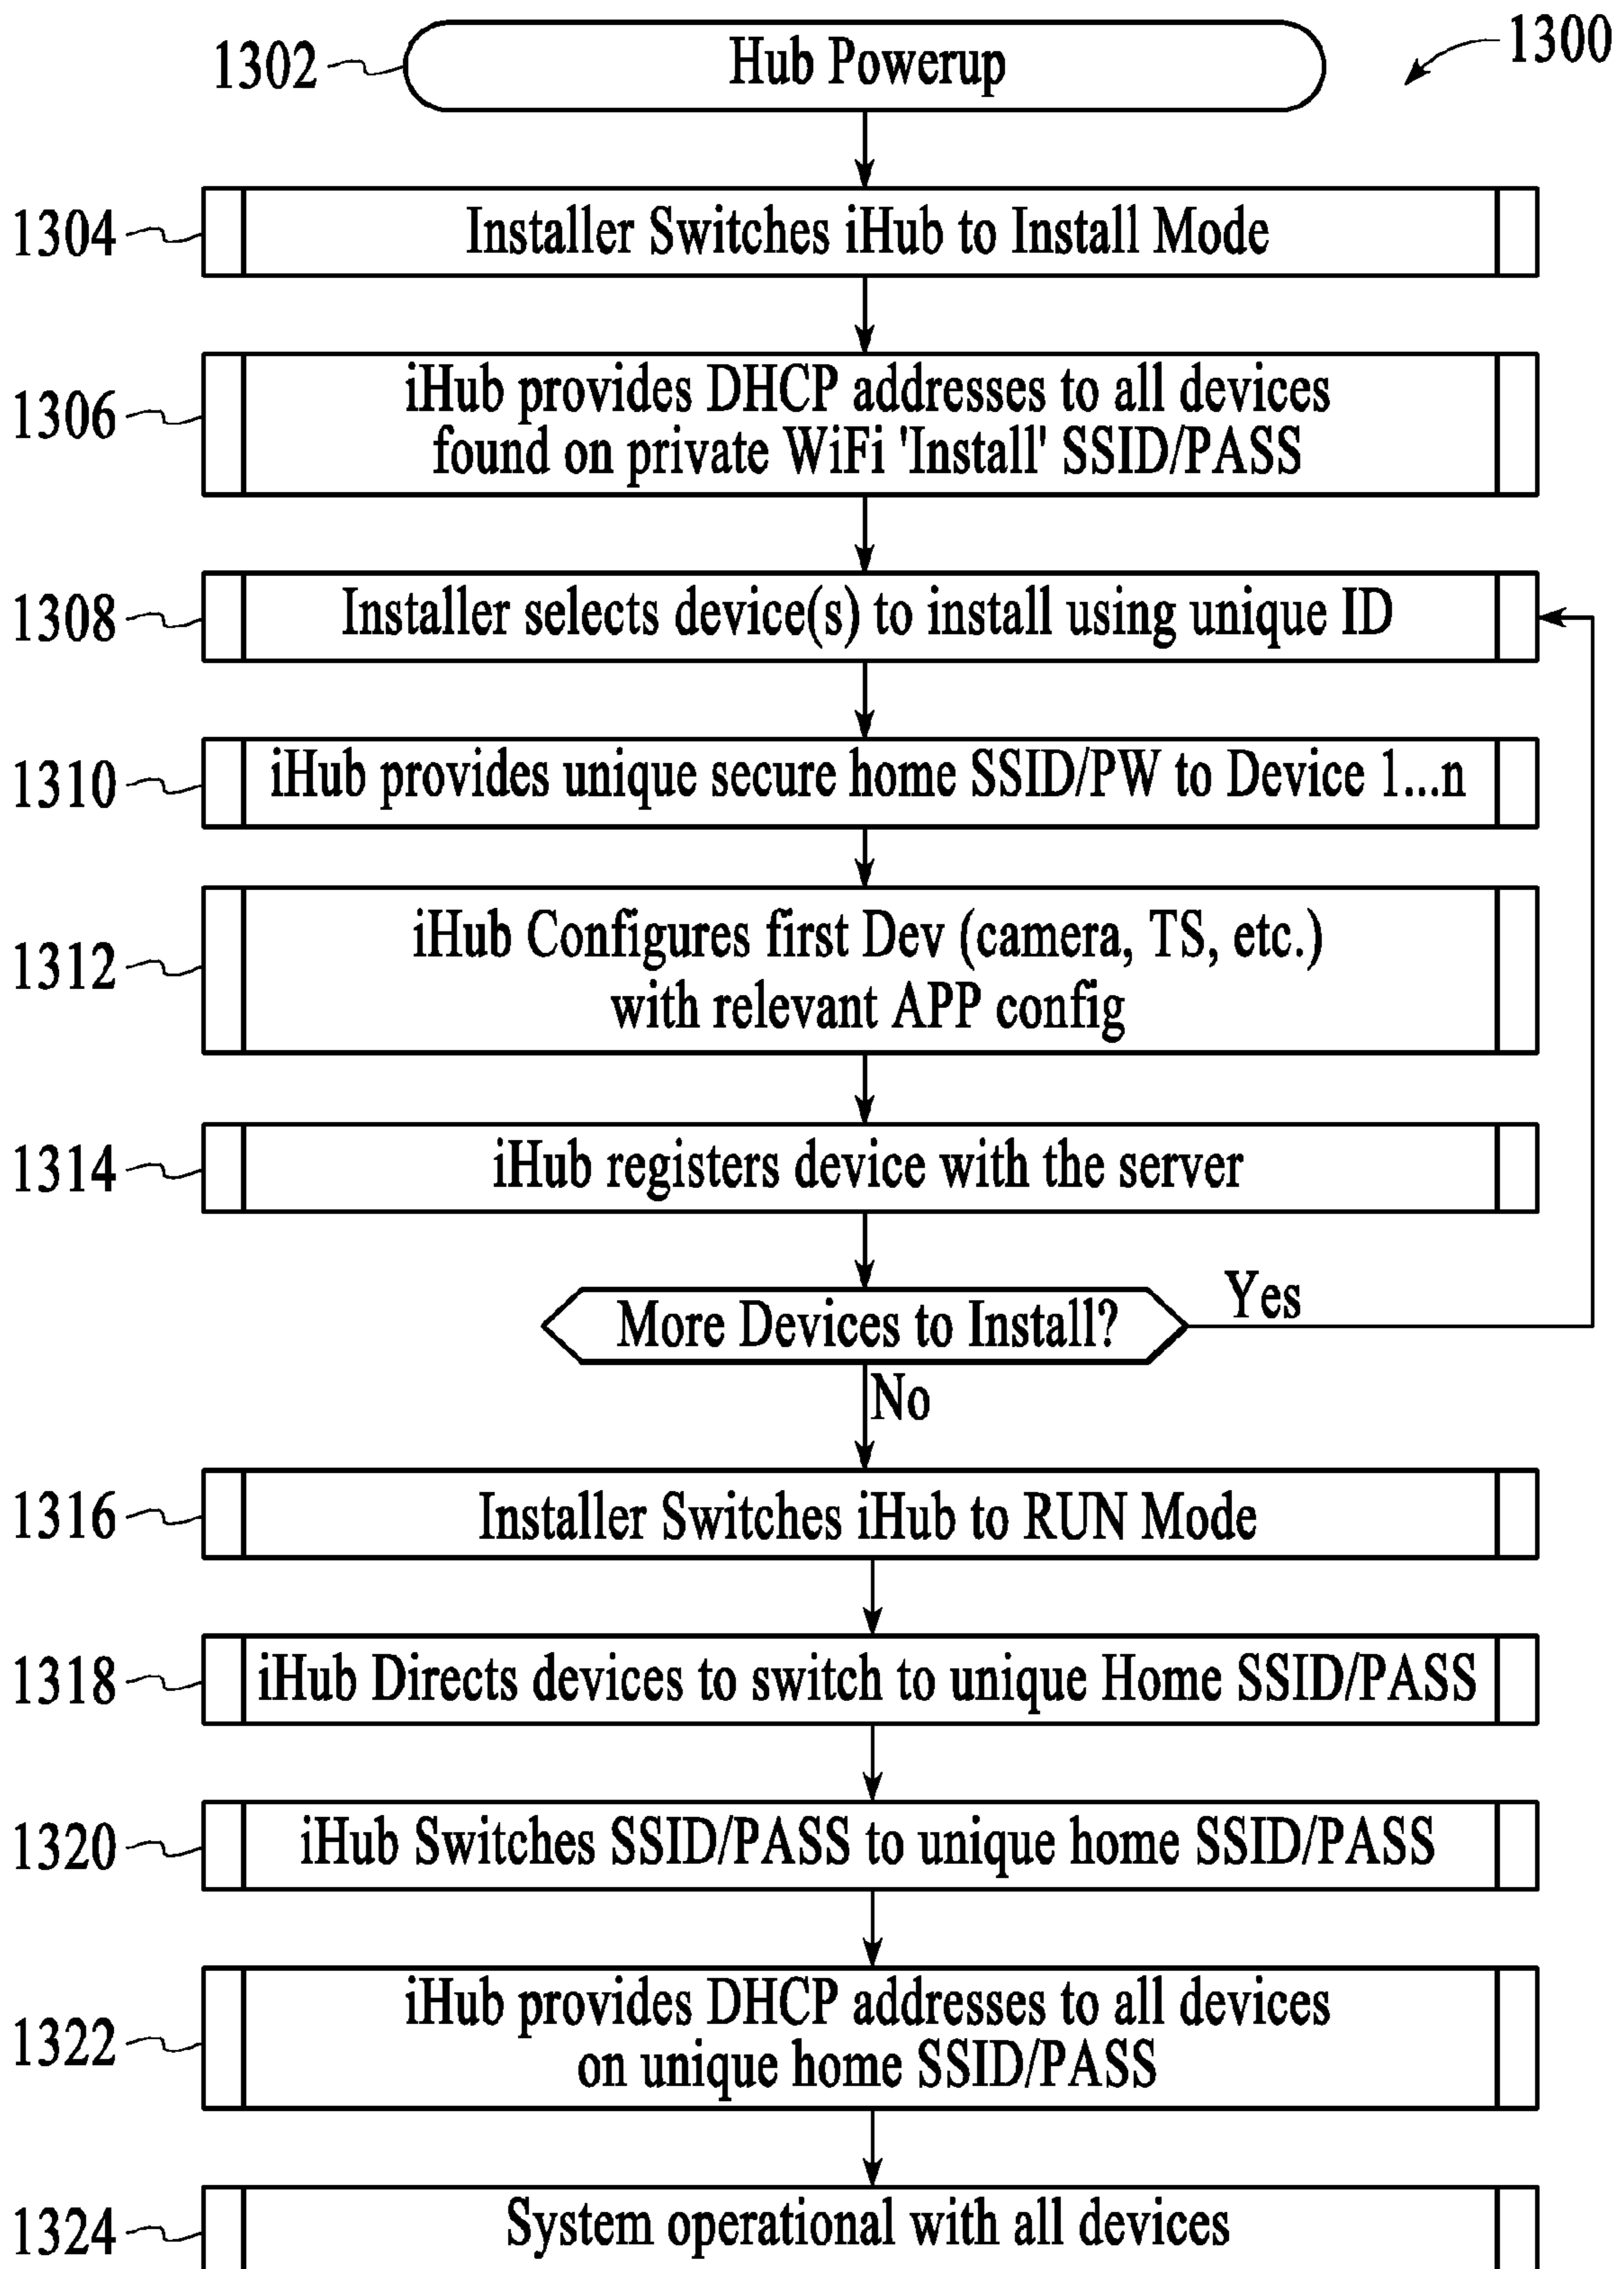 1302
Hub Powerup
1300
1304
Installer Switches iHub to Install Mode
1306
iHub provides DHCP addresses to all devices
found on private WiFi 'Install' SSID/PASS
1308
Installer selects device(s) to install using unique ID
1310
iHub provides unique secure home SSID/PW to Device 1...n
1312
iHub Configures first Dev (camera, TS, etc.)
with relevant APP config
1314
iHub registers device with the server
More Devices to Install?
Yes
No
1316
Installer Switches iHub to RUN Mode
1318
iHub Directs devices to switch to unique Home SSID/PASS
1320
iHub Switches SSID/PASS to unique home SSID/PASS
1322
iHub provides DHCP addresses to all devices
on unique home SSID/PASS
1324
System operational with all devices